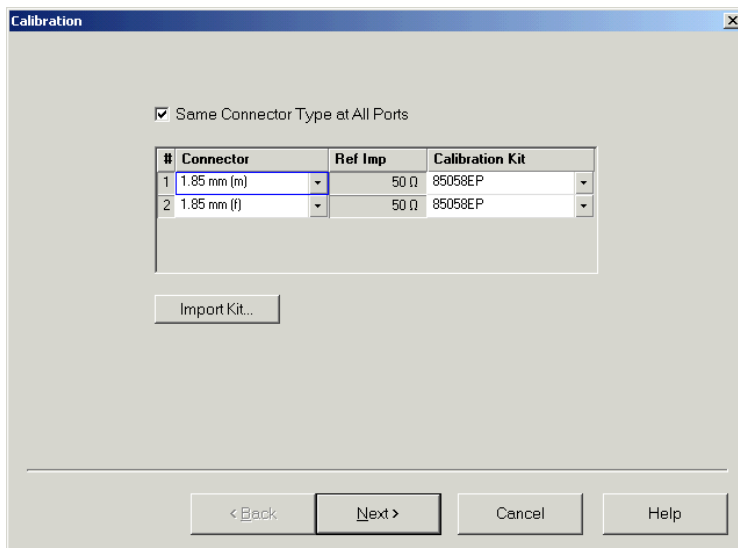 Calibration
Same Connector Type at All Ports
# Connector Ref Imp Calibration Kit
1 1.85 mm (m) 50 Ω 85058EP
2 1.85 mm (f) 50 Ω 85058EP
Import Kit...
< Back Next > Cancel Help